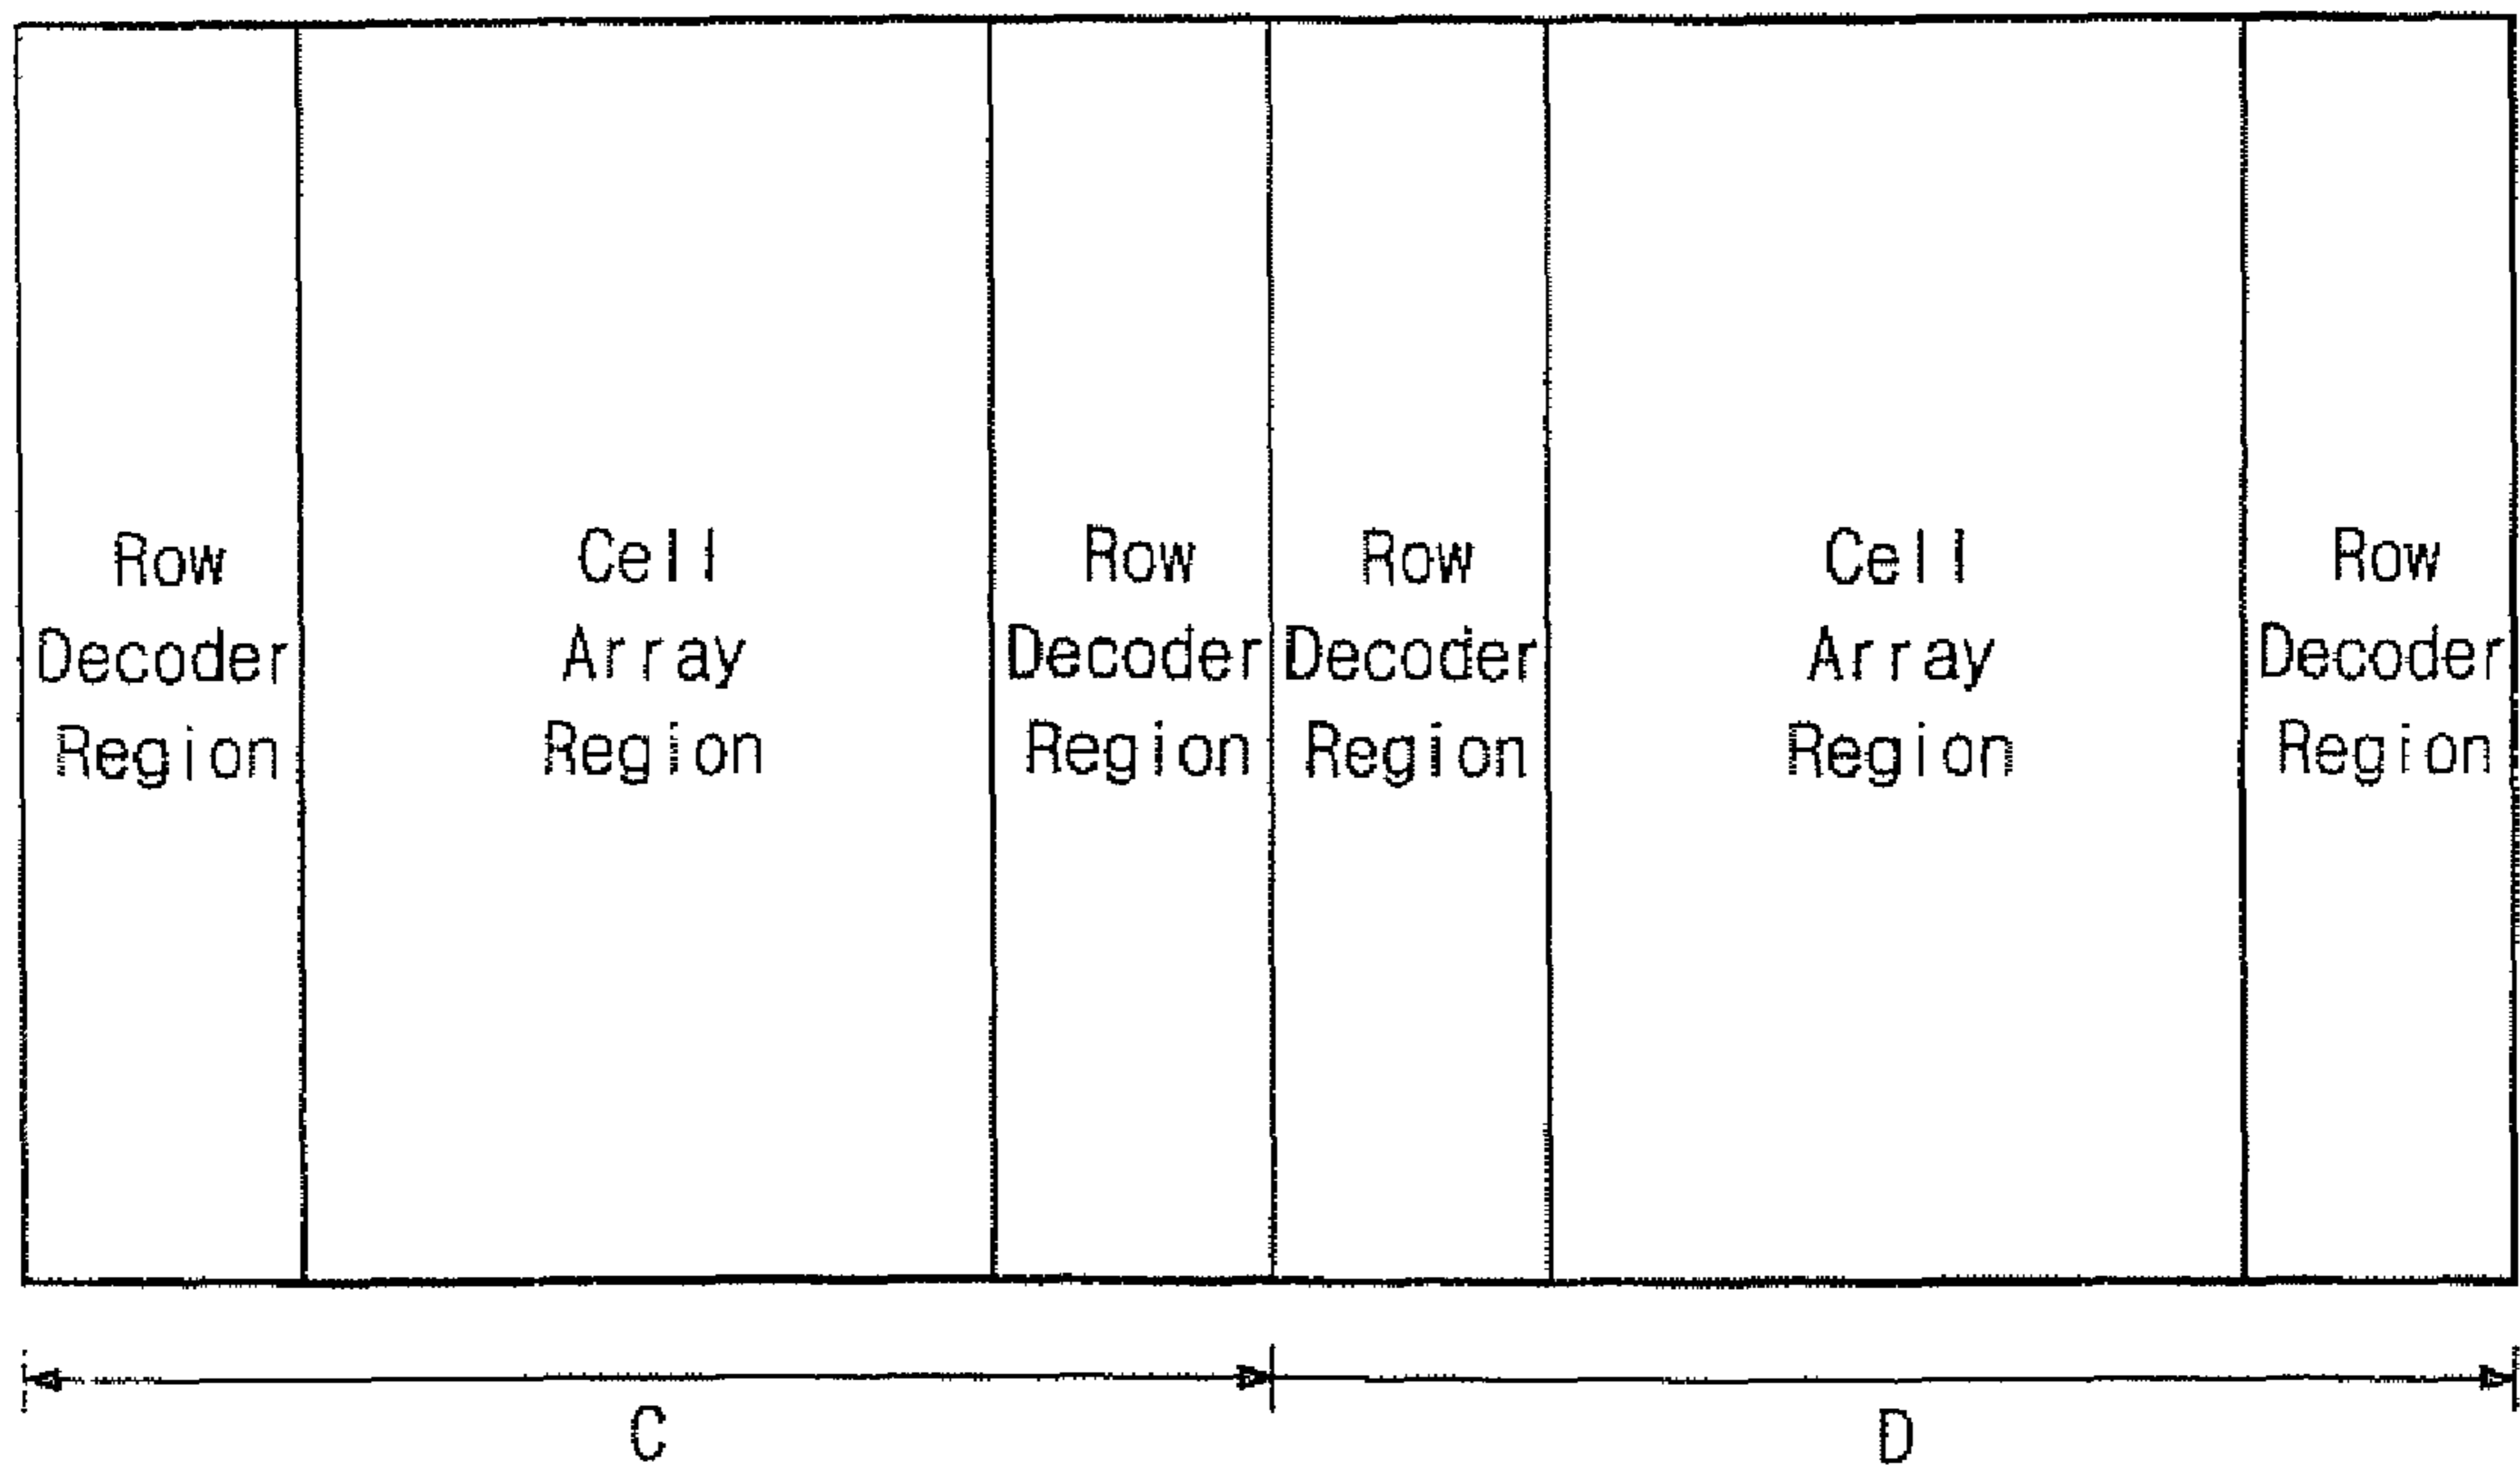 Row
Decoder
Region
Cell
Array
Region
Row
Decoder
Region
Row
Decoder
Region
Cell
Array
Region
Row
Decoder
Region
C
D